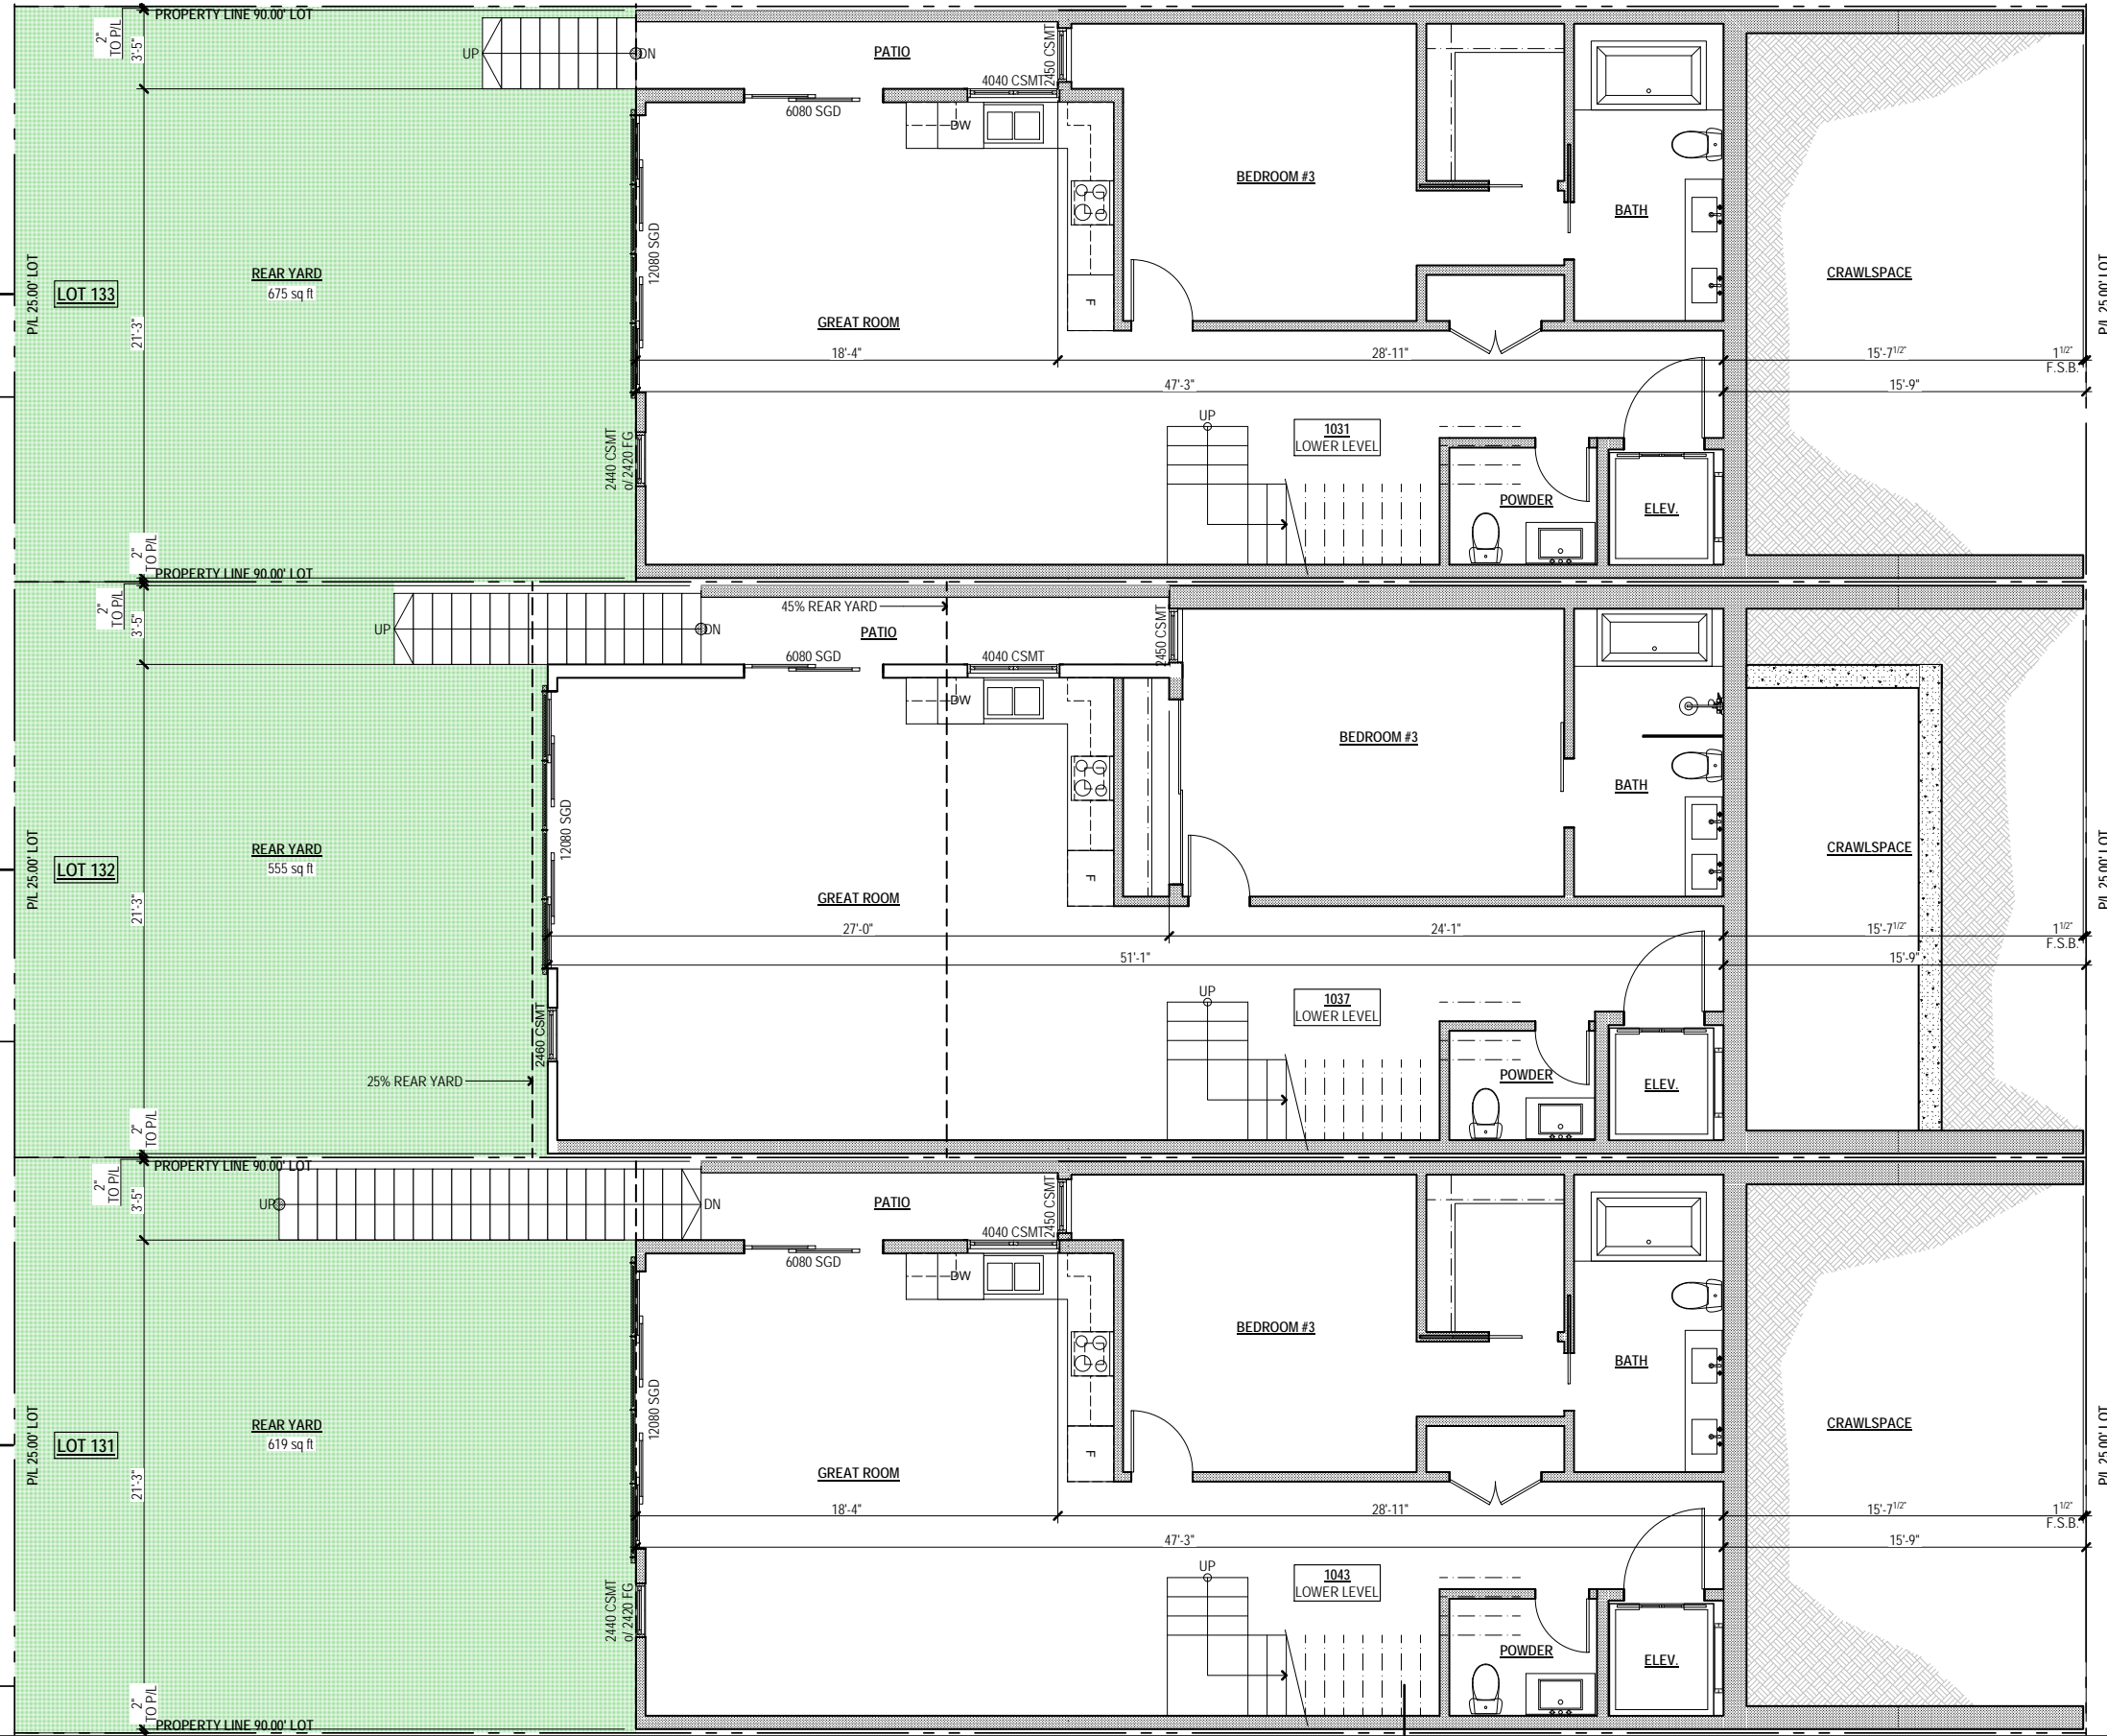 PROPERTY LINE 90.00' LOT
2"
TO P/L
3'-5"
UP
DN
PATIO
2450 CSMT
4040 CSMT
6080 SGD
DW
BEDROOM #3
BATH
CRAWLSPACE
P/L 25.00' LOT
LOT 133
REAR YARD
675 sq ft
21'-3"
12080 SGD
F
GREAT ROOM
P/L 25.00' LOT
18'-4"
28'-11"
15'-7 1/2"
1 1/2"
F.S.B.
47'-3"
15'-9"
2440 CSMT
o/ 2420 FG
UP
1031
LOWER LEVEL
POWDER
ELEV.
2"
TO P/L
PROPERTY LINE 90.00' LOT
2"
TO P/L
3'-5"
UP
DN
45% REAR YARD
PATIO
2450 CSMT
6080 SGD
4040 CSMT
DW
BEDROOM #3
BATH
CRAWLSPACE
P/L 25.00' LOT
LOT 132
REAR YARD
555 sq ft
21'-3"
12080 SGD
F
GREAT ROOM
P/L 25.00' LOT
27'-0"
24'-1"
15'-7 1/2"
1 1/2"
F.S.B.
51'-1"
15'-9"
2460 CSMT
25% REAR YARD
UP
1037
LOWER LEVEL
POWDER
ELEV.
2"
TO P/L
PROPERTY LINE 90.00' LOT
2"
TO P/L
3'-5"
UP
DN
PATIO
2450 CSMT
4040 CSMT
6080 SGD
DW
BEDROOM #3
BATH
CRAWLSPACE
P/L 25.00' LOT
LOT 131
REAR YARD
619 sq ft
21'-3"
12080 SGD
F
GREAT ROOM
P/L 25.00' LOT
18'-4"
28'-11"
15'-7 1/2"
1 1/2"
F.S.B.
47'-3"
15'-9"
2440 CSMT
o/ 2420 FG
UP
1043
LOWER LEVEL
POWDER
ELEV.
2"
TO P/L
PROPERTY LINE 90.00' LOT